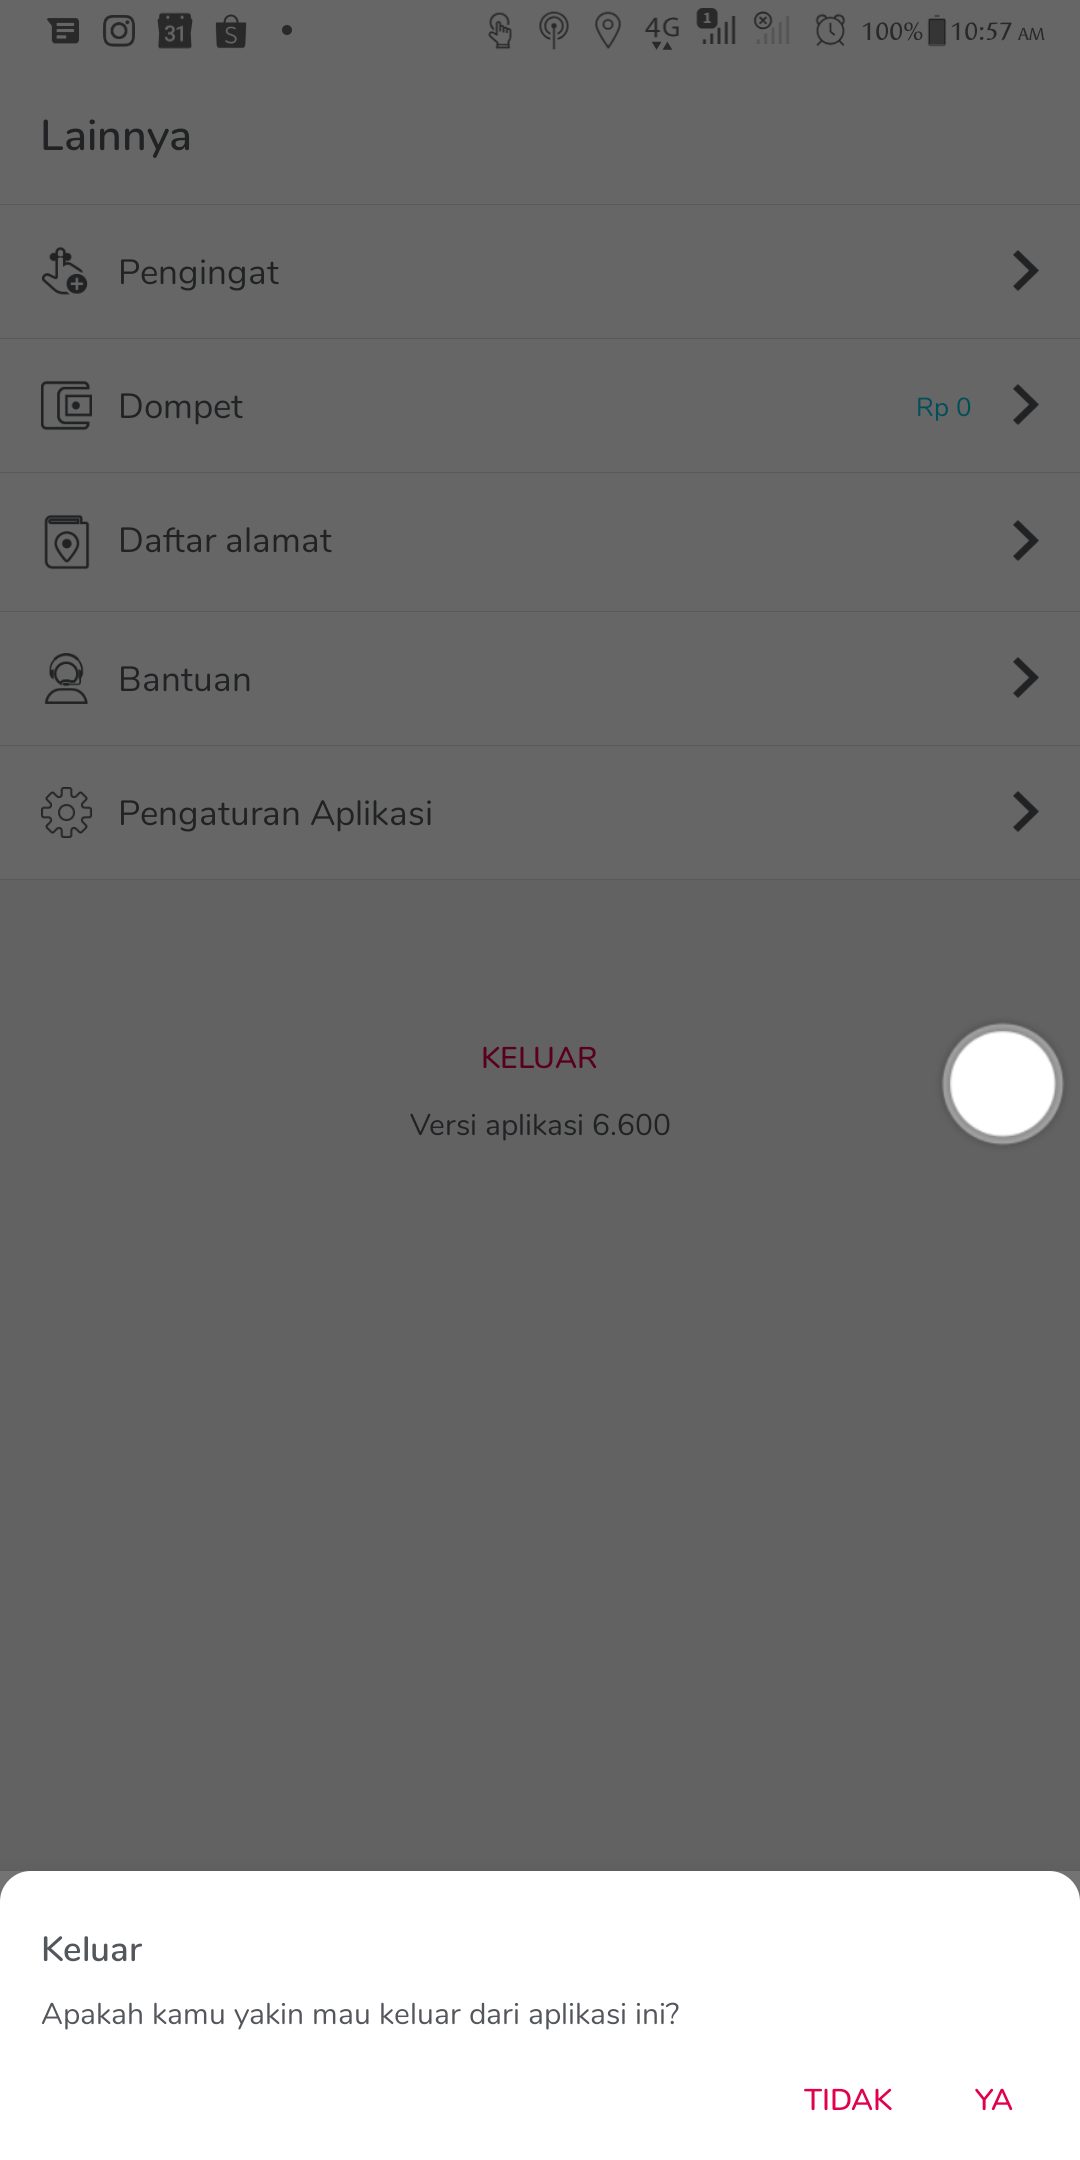 31 S 4G 1 100% 10:57 AM
Lainnya
Pengingat
Dompet Rp 0
Daftar alamat
Bantuan
Pengaturan Aplikasi
KELUAR
Versi aplikasi 6.600
Keluar
Apakah kamu yakin mau keluar dari aplikasi ini?
TIDAK YA